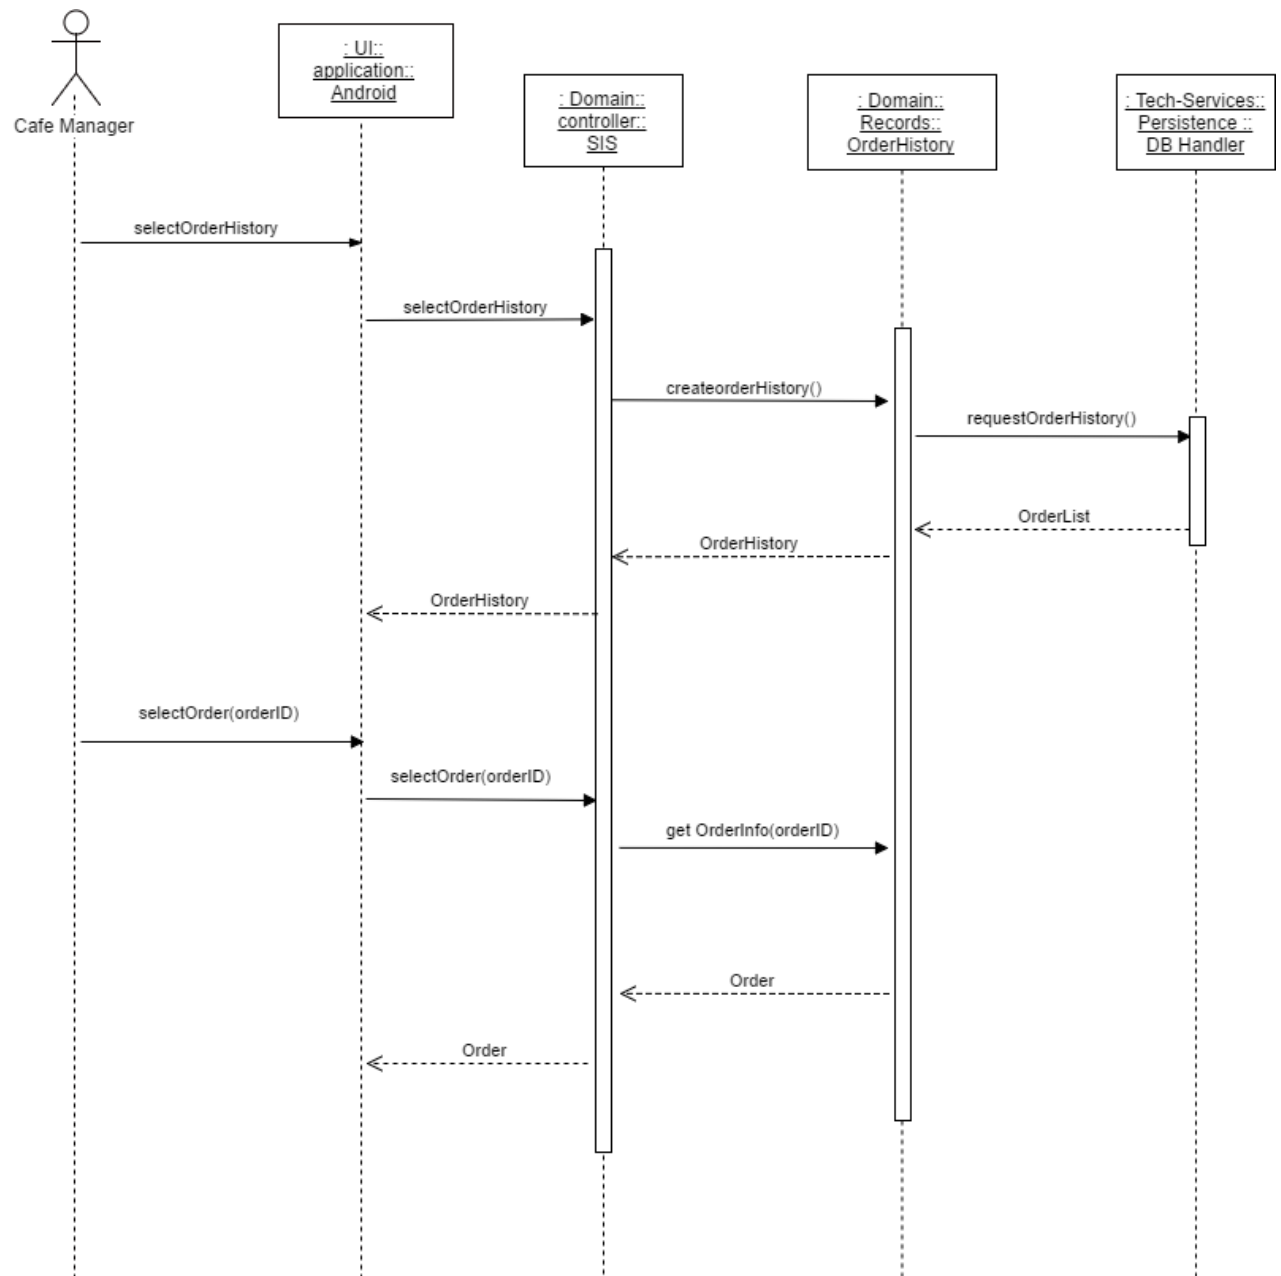 Cafe Manager
: UI::
application::
Android
: Domain::
controller::
SIS
: Domain::
Records::
OrderHistory
: Tech-Services::
Persistence ::
DB Handler
selectOrderHistory
selectOrderHistory
createorderHistory()
requestOrderHistory()
OrderList
OrderHistory
OrderHistory
selectOrder(orderID)
selectOrder(orderID)
get OrderInfo(orderID)
Order
Order